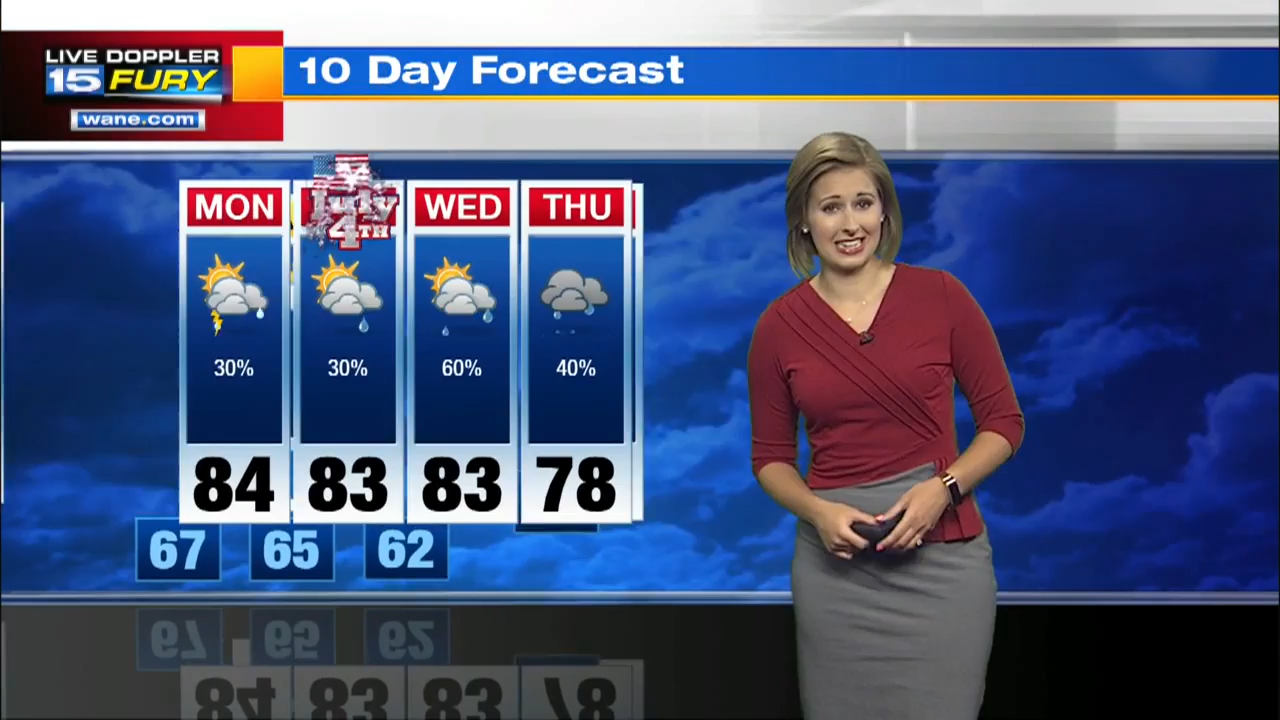 LIVE DOPPLER
15 FURY
wane.com
10 Day Forecast
MON July 4TH WED THU
30% 30% 60% 40%
84 83 83 78
67 65 62